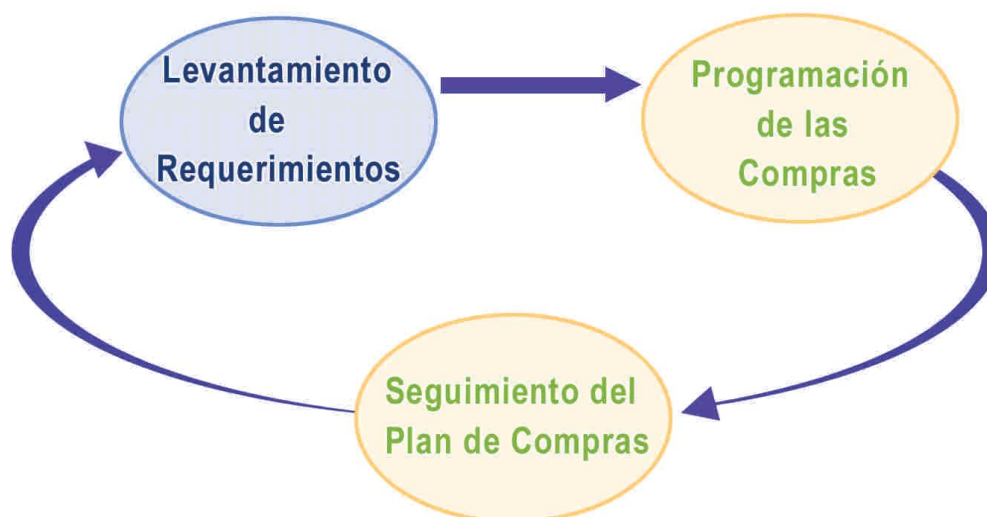 Levantamiento
de
Requerimientos
Programación
de las
Compras
Seguimiento del
Plan de Compras